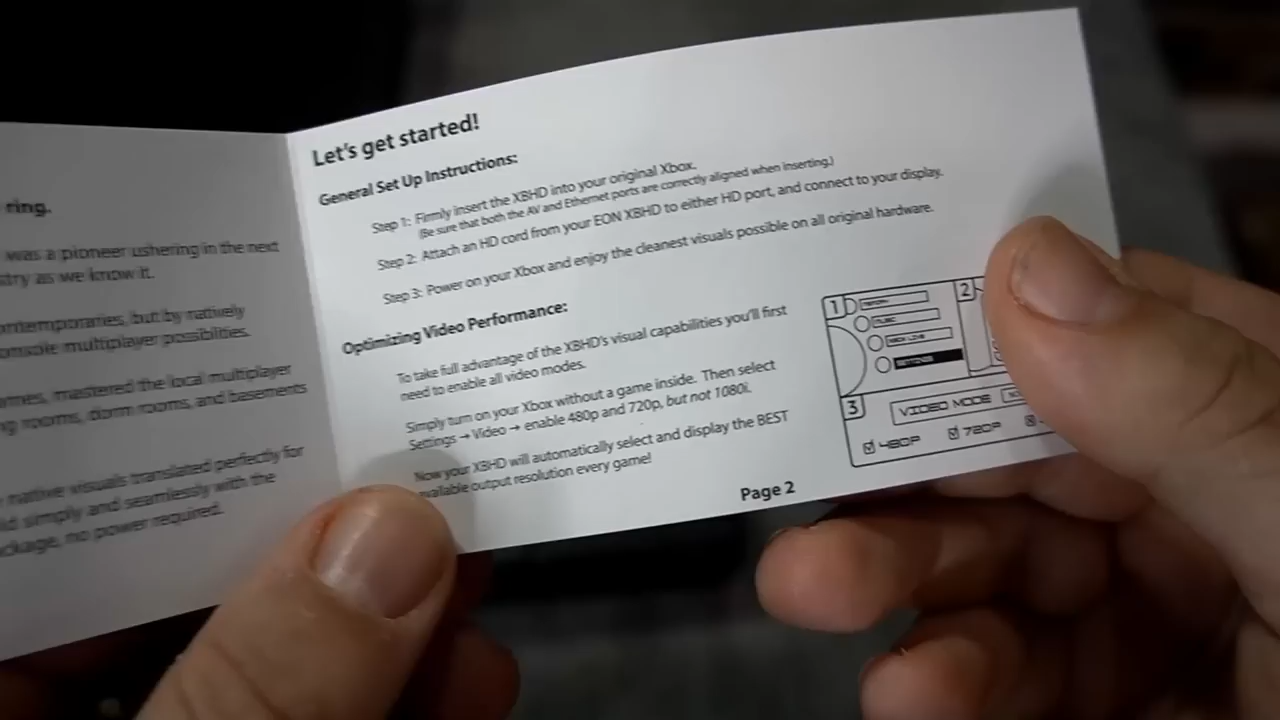 ring.
was a pioneer ushering in the next
stry as we know it.
ontemporaries, but by natively
onsole multiplayer possibilities.
ames, mastered the local multiplayer
ng rooms, dorm rooms, and basements
native visuals translated perfectly for
ld simply and seamlessly with the
ckage, no power required.
Let's get started!
General Set Up Instructions:
Step 1: Firmly insert the XBHD into your original Xbox.
(Be sure that both the AV and Ethernet ports are correctly aligned when inserting.)
Step 2: Attach an HD cord from your EON XBHD to either HD port, and connect to your display.
Step 3: Power on your Xbox and enjoy the cleanest visuals possible on all original hardware.
Optimizing Video Performance:
To take full advantage of the XBHD's visual capabilities you'll first
need to enable all video modes.
Simply turn on your Xbox without a game inside. Then select
Settings → Video → enable 480p and 720p, but not 1080i.
Now your XBHD will automatically select and display the BEST
available output resolution every game!
1
MEMORY
MUSIC
XBOX LIVE
SETTINGS
2
3
VIDEO MODE
480P
720P
Page 2